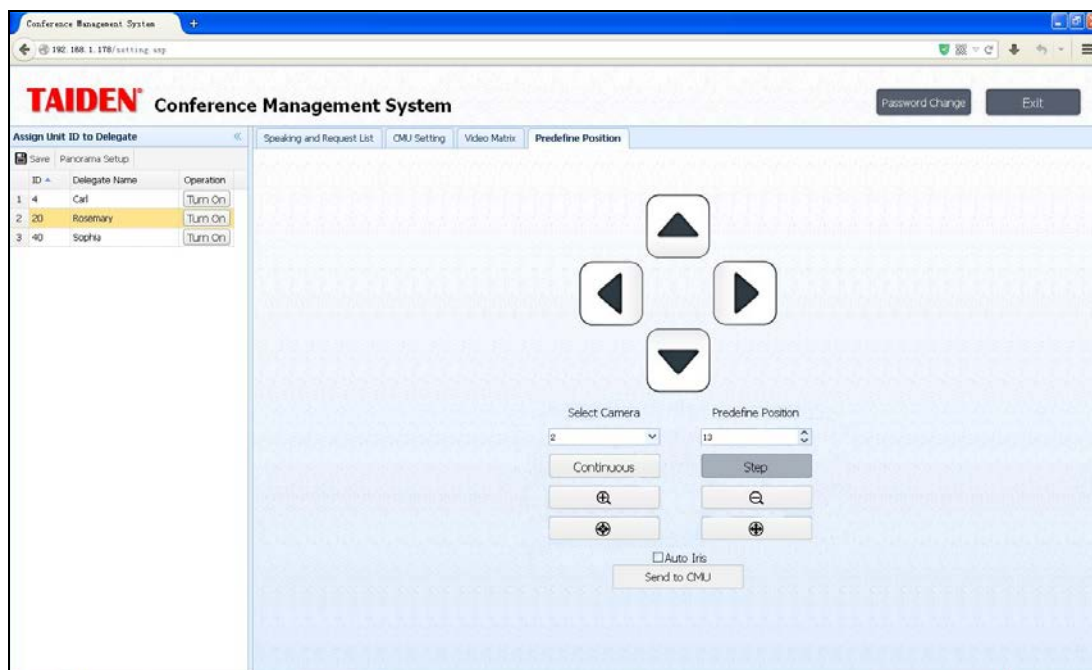 Conference Management System +
192.168.1.178/setting.asp
TAIDEN® Conference Management System Password Change Exit
Assign Unit ID to Delegate « Speaking and Request List CMU Setting Video Matrix Predefine Position
Save Panorama Setup
ID Delegate Name Operation
1 4 Carl Turn On
2 20 Rosemary Turn On
3 40 Sophia Turn On
Select Camera Predefine Position
2 13
Continuous Step
Auto Iris
Send to CMU